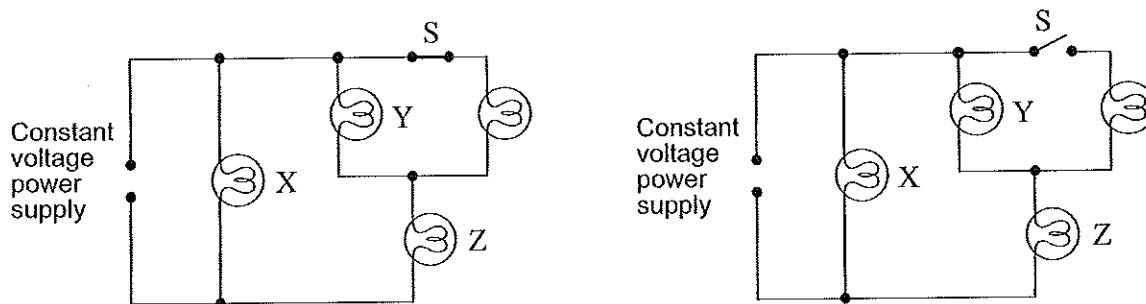 S
Y
Constant
voltage
power
supply
X
Z
S
Y
Constant
voltage
power
supply
X
Z